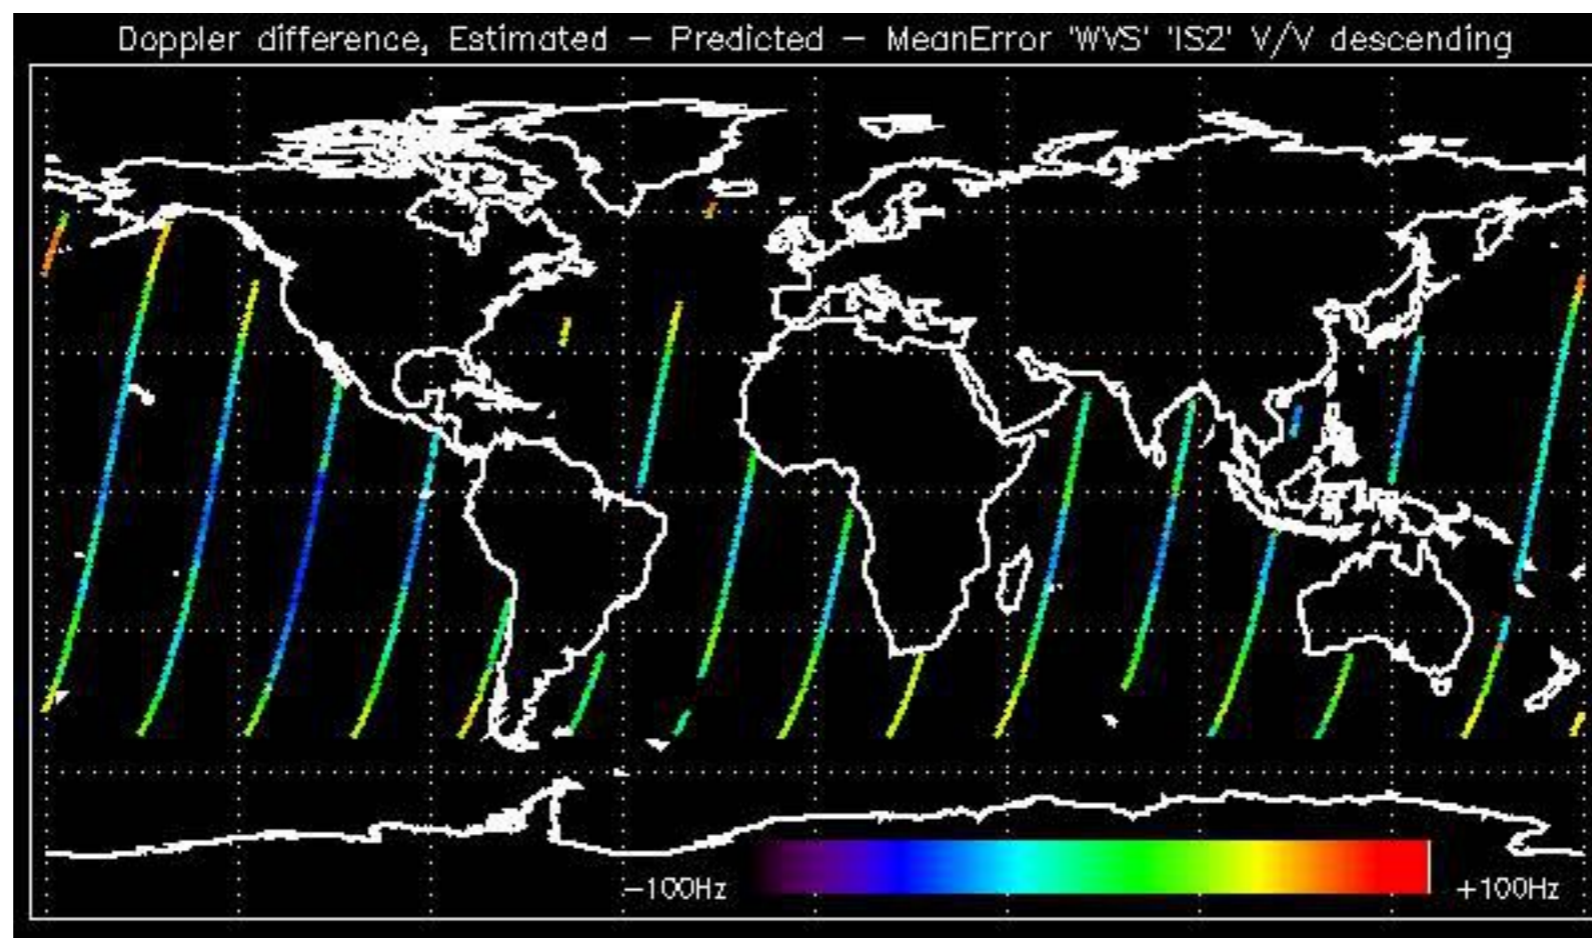 Doppler difference, Estimated - Predicted - MeanError 'WVS' 'IS2' V/V descending
-100Hz +100Hz